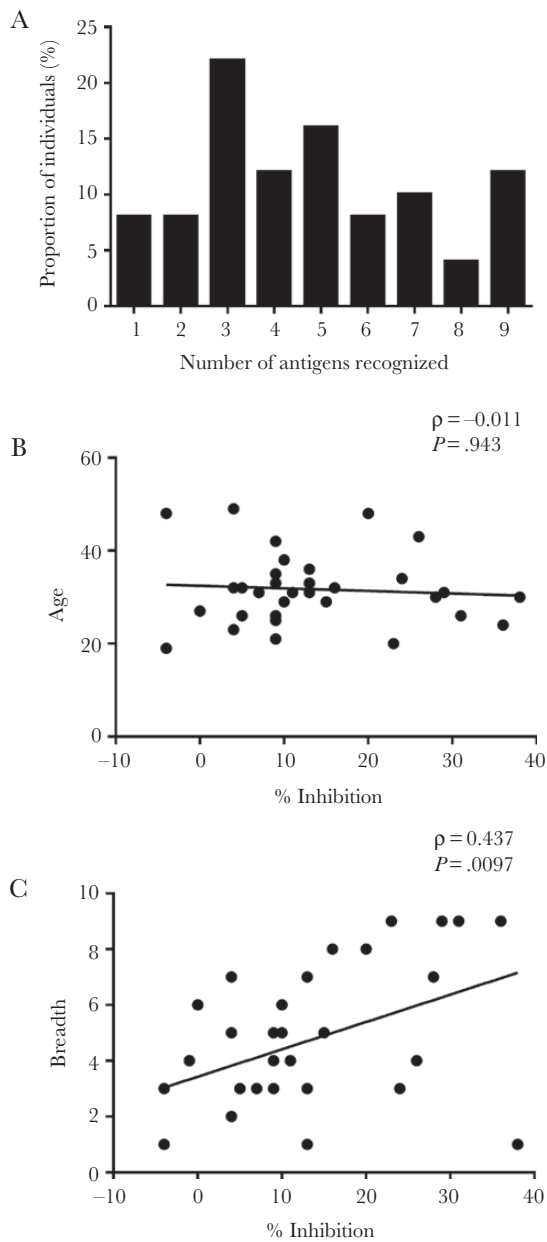 A
25
20
15
10
5
0
Proportion of individuals (%)
1 2 3 4 5 6 7 8 9
Number of antigens recognized
ρ = –0.011
P = .943
B
60
40
20
0
Age
–10 0 10 20 30 40
% Inhibition
ρ = 0.437
P = .0097
C
10
8
6
4
2
0
Breadth
–10 0 10 20 30 40
% Inhibition